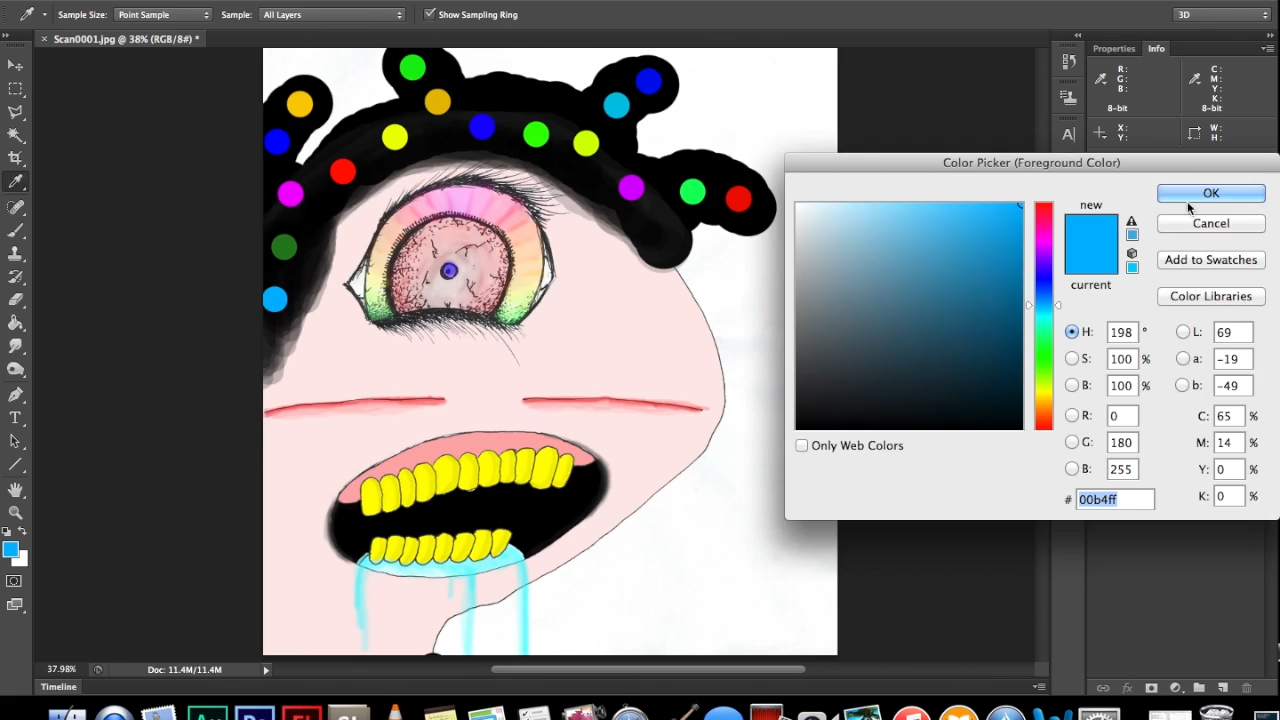 Sample Size: Point Sample Sample: All Layers Show Sampling Ring 3D
× Scan0001.jpg @ 38% (RGB/8#) *
Properties Info
R: C:
G: M:
B: Y:
K:
8-bit 8-bit
X: W:
Y: H:
Color Picker (Foreground Color)
new
current
OK
Cancel
Add to Swatches
Color Libraries
H: 198 ° L: 69
S: 100 % a: -19
B: 100 % b: -49
R: 0 C: 65 %
G: 180 M: 14 %
B: 255 Y: 0 %
# 00b4ff K: 0 %
Only Web Colors
37.98% Doc: 11.4M/11.4M
Timeline
fx